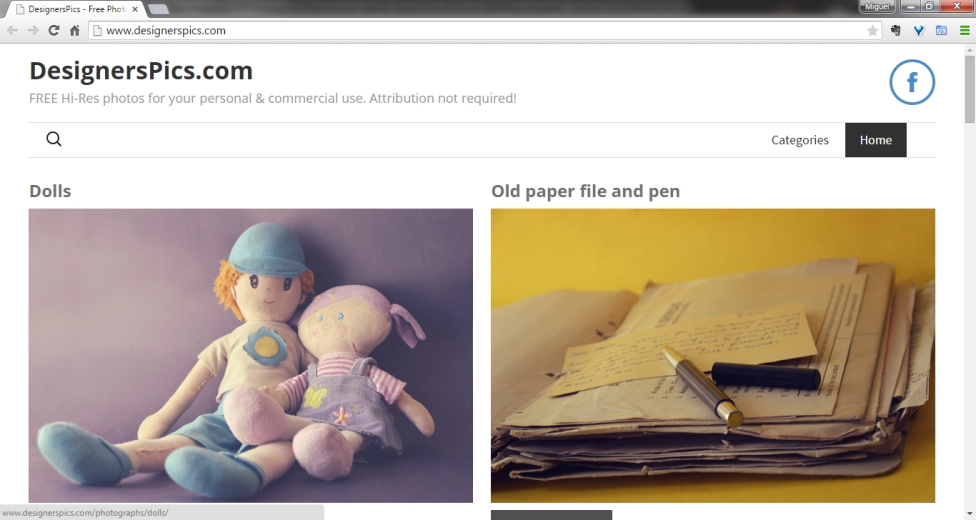 DesignersPics - Free Phot
Miguel
www.designerspics.com
DesignersPics.com
FREE Hi-Res photos for your personal & commercial use. Attribution not required!
Categories
Home
Dolls
Old paper file and pen
www.designerspics.com/photographs/dolls/